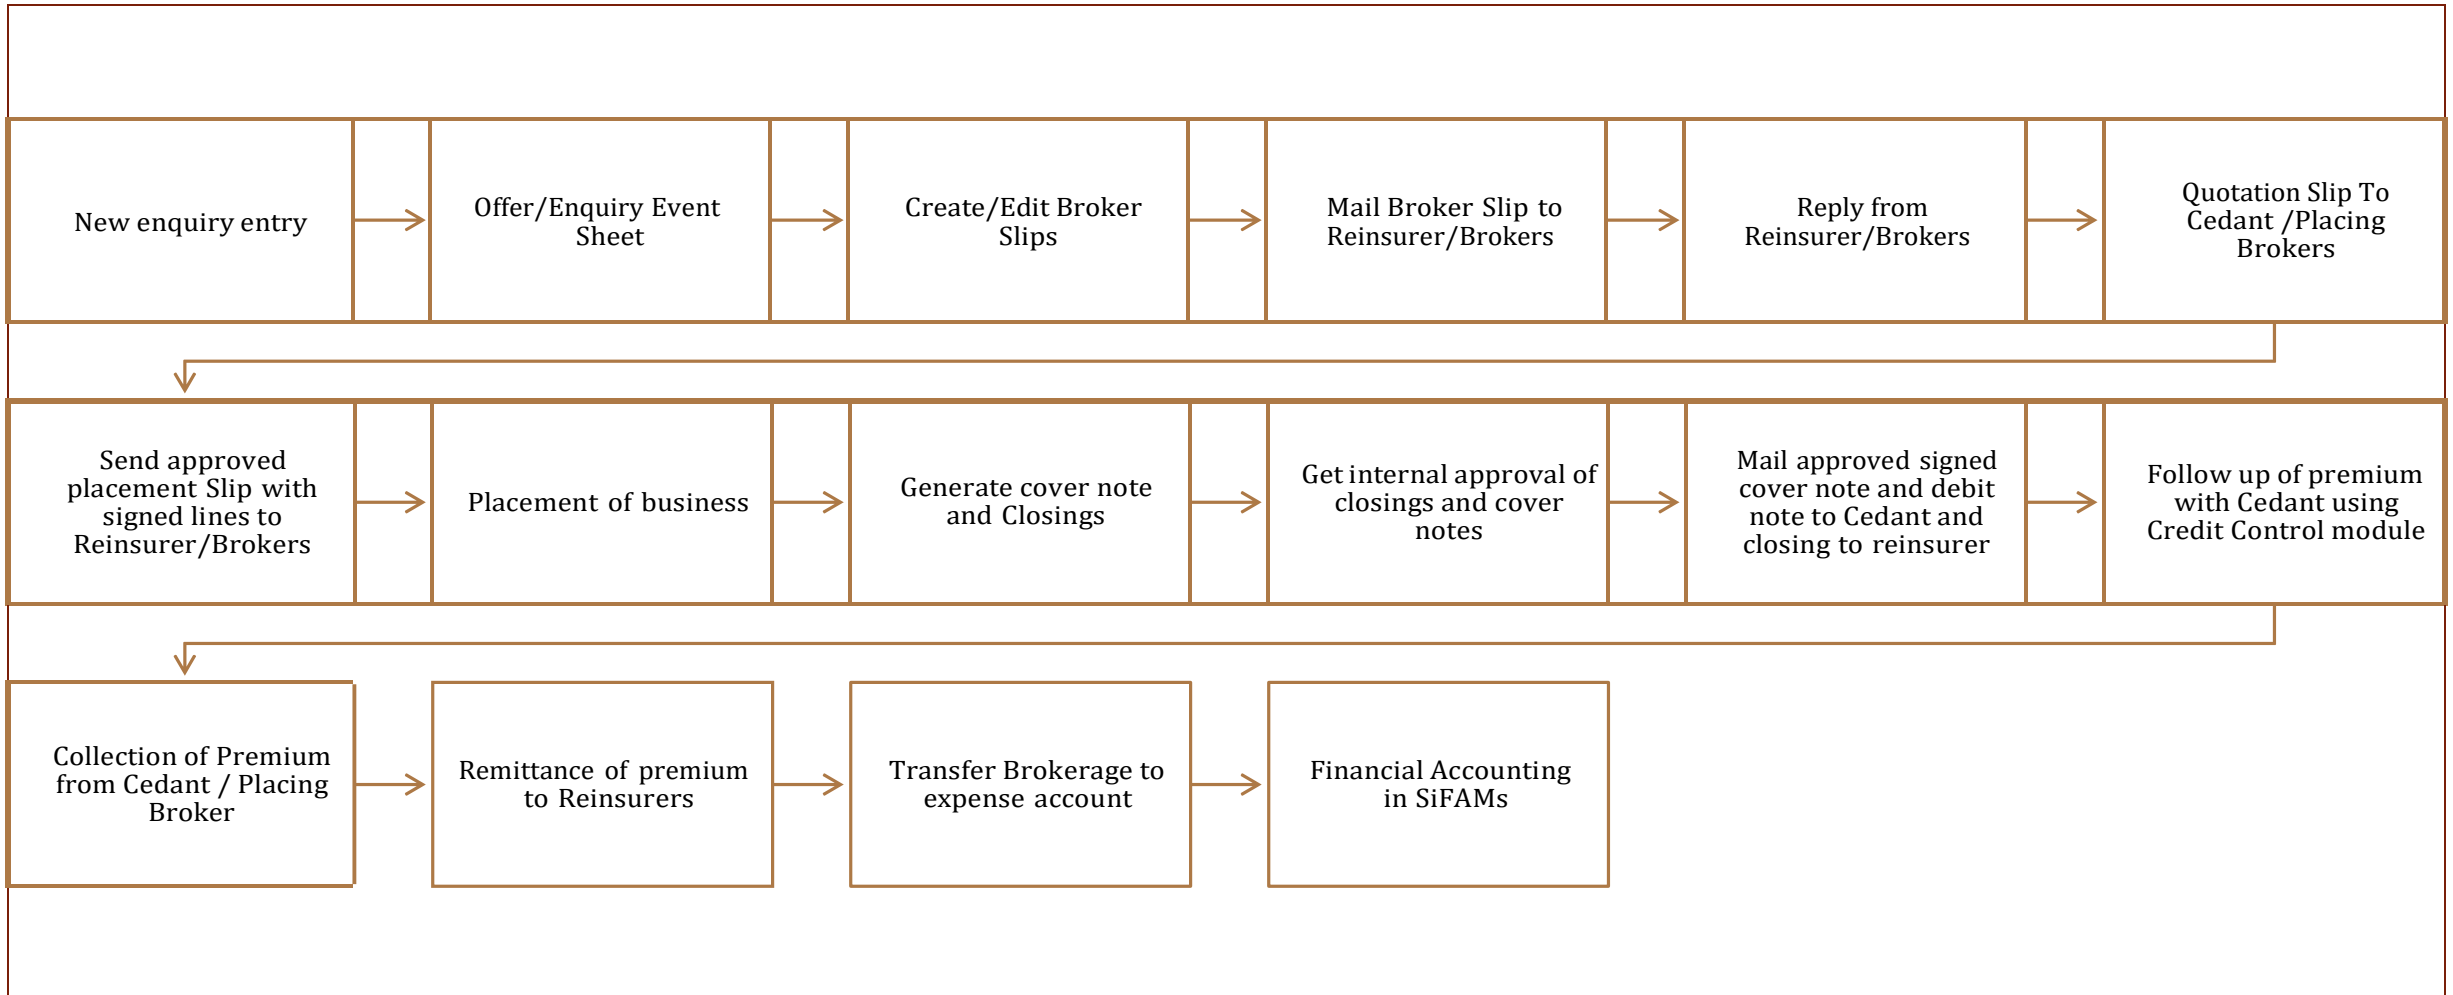 New enquiry entry
Offer/Enquiry Event
Sheet
Create/Edit Broker
Slips
Mail Broker Slip to
Reinsurer/Brokers
Reply from
Reinsurer/Brokers
Quotation Slip To
Cedant /Placing
Brokers
Send approved
placement Slip with
signed lines to
Reinsurer/Brokers
Placement of business
Generate cover note
and Closings
Get internal approval of
closings and cover
notes
Mail approved signed
cover note and debit
note to Cedant and
closing to reinsurer
Follow up of premium
with Cedant using
Credit Control module
Collection of Premium
from Cedant / Placing
Broker
Remittance of premium
to Reinsurers
Transfer Brokerage to
expense account
Financial Accounting
in SiFAMs